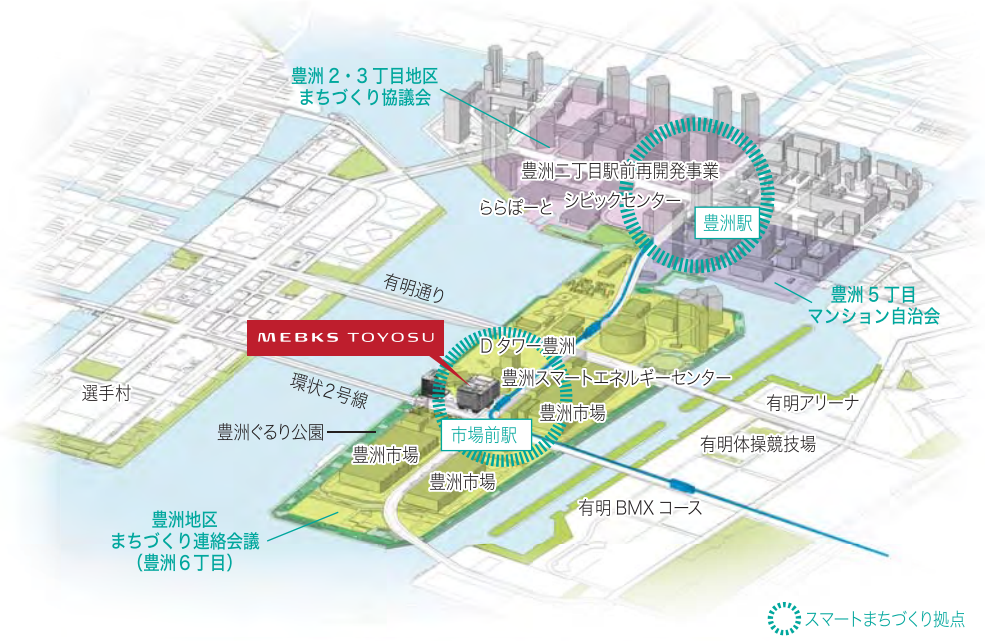 豊洲2・3丁目地区
まちづくり協議会
豊洲二丁目駅前再開発事業
ららぽーと
シビックセンター
豊洲駅
豊洲5丁目
マンション自治会
有明通り
MEBKS TOYOSU
Dタワー豊洲
豊洲スマートエネルギーセンター
環状2号線
選手村
豊洲市場
有明アリーナ
豊洲ぐるり公園
市場前駅
有明体操競技場
豊洲市場
豊洲市場
有明BMXコース
豊洲地区
まちづくり連絡会議
(豊洲6丁目)
スマートまちづくり拠点